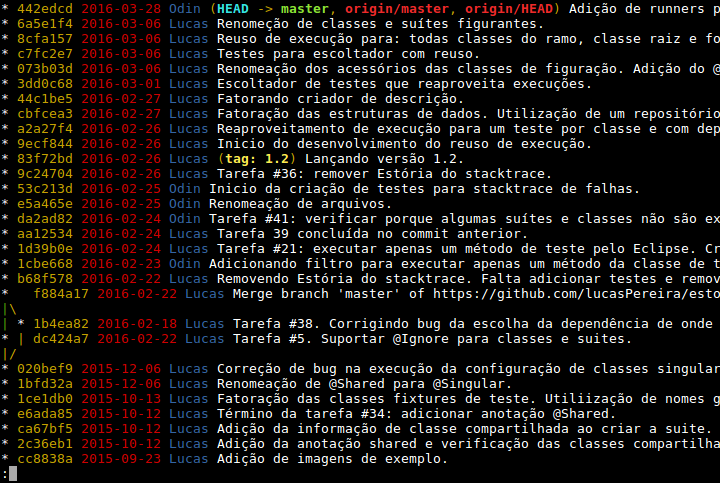 * 442edcd 2016-03-28 Odin (HEAD -> master, origin/master, origin/HEAD) Adição de runners p
* 6a5e1f4 2016-03-06 Lucas Renomeção de classes e suítes figurantes.
* 8cfa157 2016-03-06 Lucas Reuso de execução para: todas classes do ramo, classe raiz e fo
* c7fc2e7 2016-03-06 Lucas Testes para escoltador com reuso.
* 073b03d 2016-03-06 Lucas Renomeção dos acessórios das classes de figuração. Adição do @
* 3dd0c68 2016-03-01 Lucas Escoltador de testes que reaproveita execuções.
* 44c1be5 2016-02-27 Lucas Fatorando criador de descrição.
* cbfcea3 2016-02-27 Lucas Fatoração das estruturas de dados. Utilização de um repositório
* a2a27f4 2016-02-26 Lucas Reaproveitamento de execução para um teste por classe e com dep
* 9ecf844 2016-02-26 Lucas Inicio do desenvolvimento do reuso de execução.
* 83f72bd 2016-02-26 Lucas (tag: 1.2) Lançando versão 1.2.
* 9c24704 2016-02-26 Lucas Tarefa #36: remover Estória do stacktrace.
* 53c213d 2016-02-25 Odin Inicio da criação de testes para stacktrace de falhas.
* e5a465e 2016-02-25 Odin Renomeação de arquivos.
* da2ad82 2016-02-24 Odin Tarefa #41: verificar porque algumas suítes e classes não são ex
* aa12534 2016-02-24 Lucas Tarefa 39 concluída no commit anterior.
* 1d39b0e 2016-02-24 Lucas Tarefa #21: executar apenas um método de teste pelo Eclipse. Cr
* 1cbe668 2016-02-23 Odin Adicionando filtro para executar apenas um método da classe de t
* b68f578 2016-02-22 Lucas Removendo Estória do stacktrace. Falta adicionar testes e remov
*   f884a17 2016-02-22 Lucas Merge branch 'master' of https://github.com/lucasPereira/esto
|\
| * 1b4ea82 2016-02-18 Lucas Tarefa #38. Corrigindo bug da escolha da dependência de onde
* | dc424a7 2016-02-22 Lucas Tarefa #5. Suportar @Ignore para classes e suites.
|/
* 020bef9 2015-12-06 Lucas Correção de bug na execução da configuração de classes singular
* 1bfd32a 2015-12-06 Lucas Renomeação de @Shared para @Singular.
* 1ce1db0 2015-10-13 Lucas Fatoração das classes fixtures de teste. Utiliização de nomes g
* e6ada85 2015-10-12 Lucas Término da tarefa #34: adicionar anotação @Shared.
* ca67bf5 2015-10-12 Lucas Adição da informação de classe compartilhada ao criar a suite.
* 2c36eb1 2015-10-12 Lucas Adição da anotação shared e verificação das classes compartilha
* cc8838a 2015-09-23 Lucas Adição de imagens de exemplo.
: